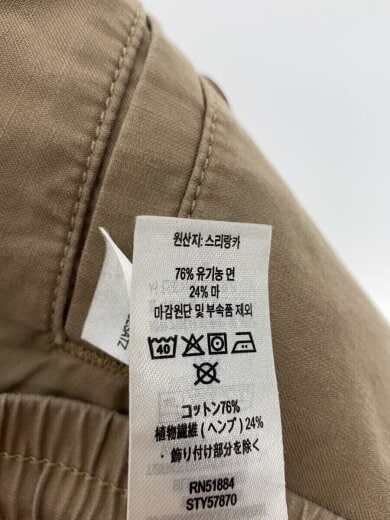 원산지: 스리랑카
76% 유기농 면
24% 마
마감원단 및 부속품 제외
40
コットン76%
植物繊維 ( ヘンプ ) 24%
・飾り付け部分を除く
RN51884
STY57870